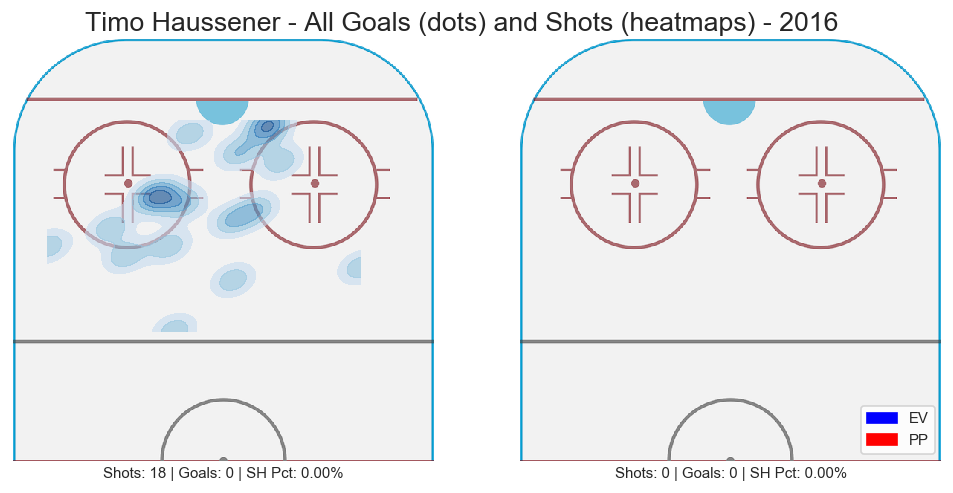 Timo Haussener - All Goals (dots) and Shots (heatmaps) - 2016
EV
PP
Shots: 18 | Goals: 0 | SH Pct: 0.00%
Shots: 0 | Goals: 0 | SH Pct: 0.00%